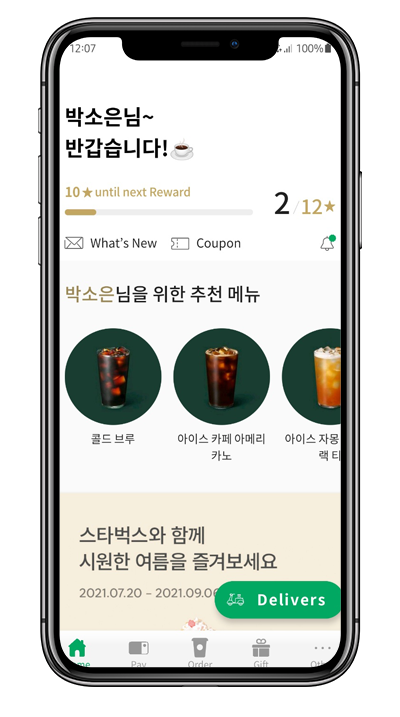 12:07 100%
박소은님~
반갑습니다!
10★until next Reward
2/12★
What's New Coupon
박소은님을 위한 추천 메뉴
콜드 브루
아이스 카페 아메리
카노
아이스 자몽
랙 티
스타벅스와 함께
시원한 여름을 즐겨보세요
2021.07.20 - 2021.09.06
Delivers
Pay Order Gift